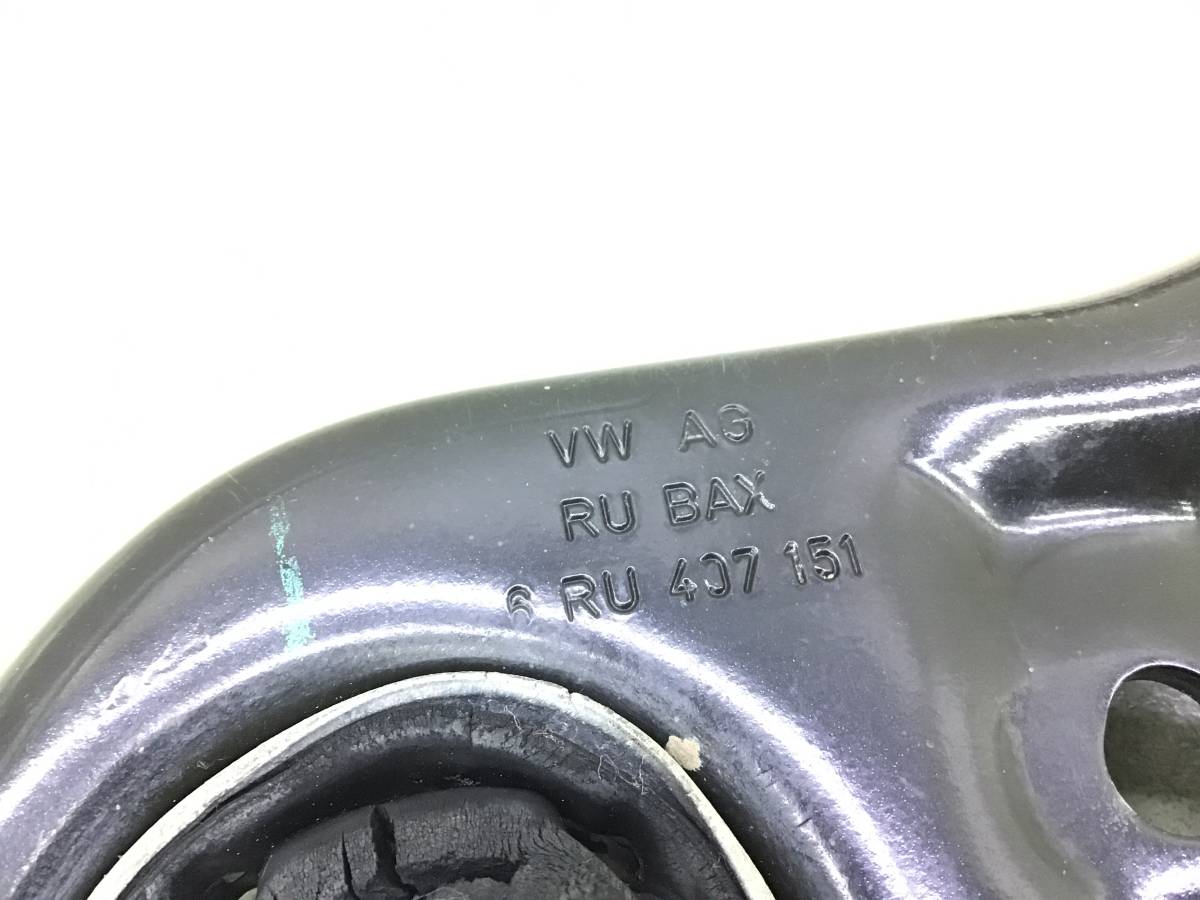 VW AG
RU BAX
6 RU 407 151